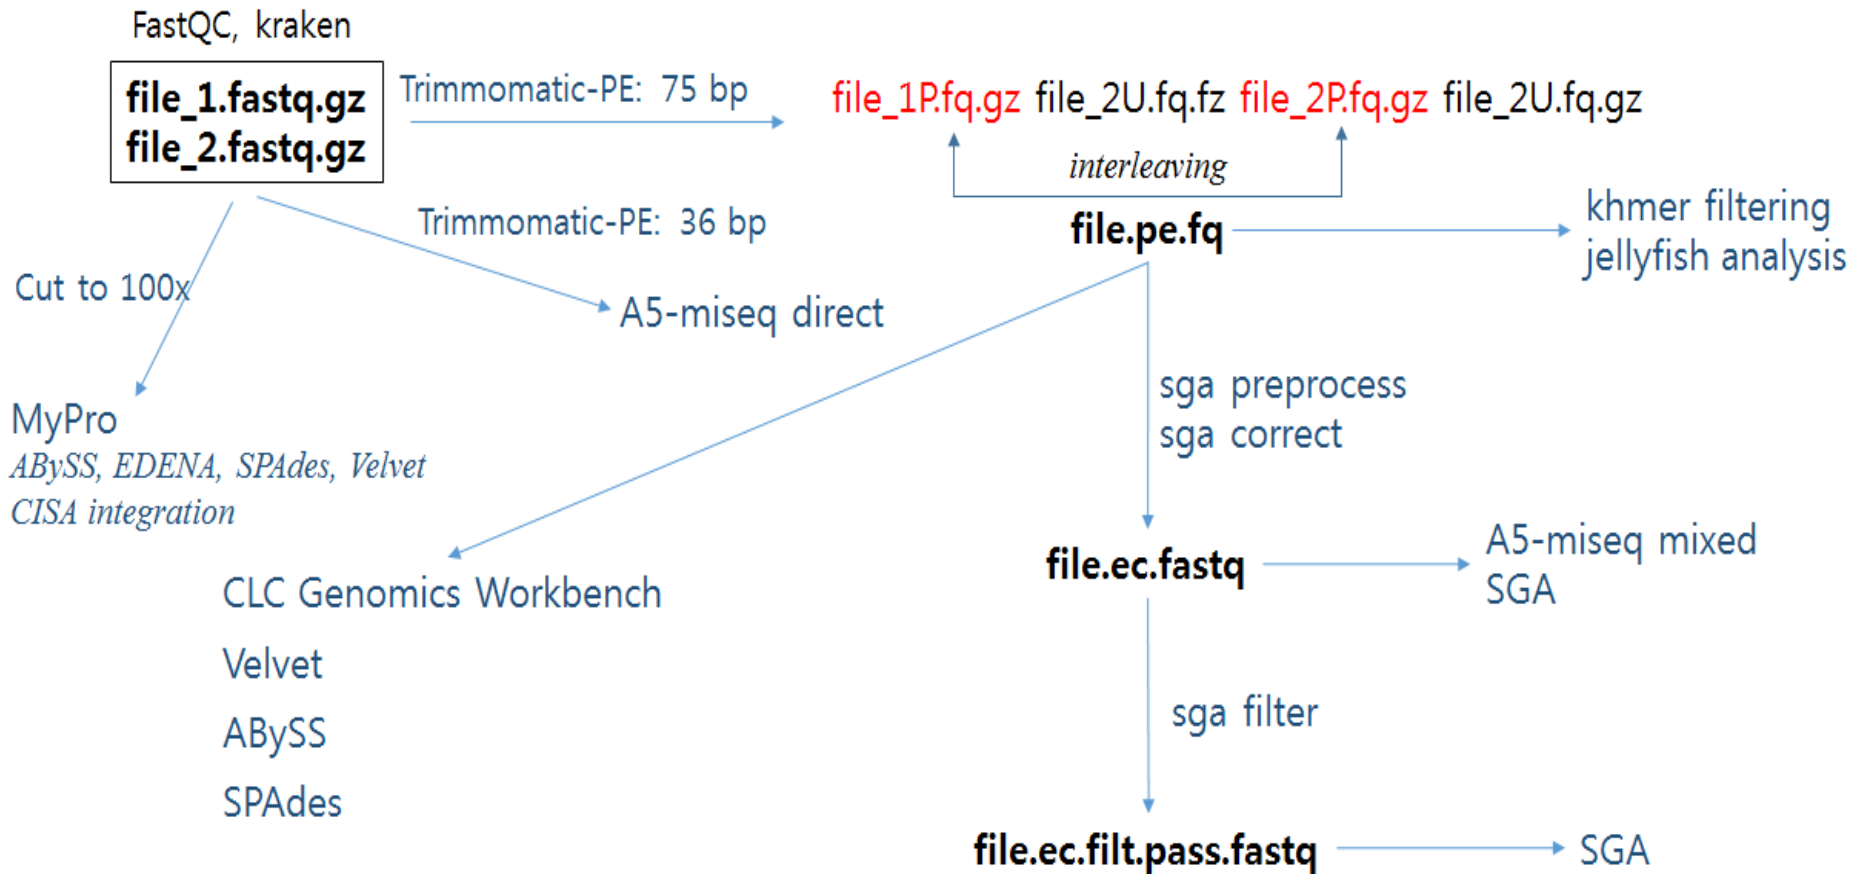 FastQC, kraken
file_1.fastq.gz
file_2.fastq.gz
Trimmomatic-PE: 75 bp
file_1P.fq.gz file_2U.fq.fz file_2P.fq.gz file_2U.fq.gz
interleaving
Trimmomatic-PE: 36 bp
file.pe.fq
khmer filtering
jellyfish analysis
Cut to 100x
A5-miseq direct
MyPro
ABySS, EDENA, SPAdes, Velvet
CISA integration
sga preprocess
sga correct
CLC Genomics Workbench
Velvet
ABySS
SPAdes
file.ec.fastq
A5-miseq mixed
SGA
sga filter
file.ec.filt.pass.fastq
SGA